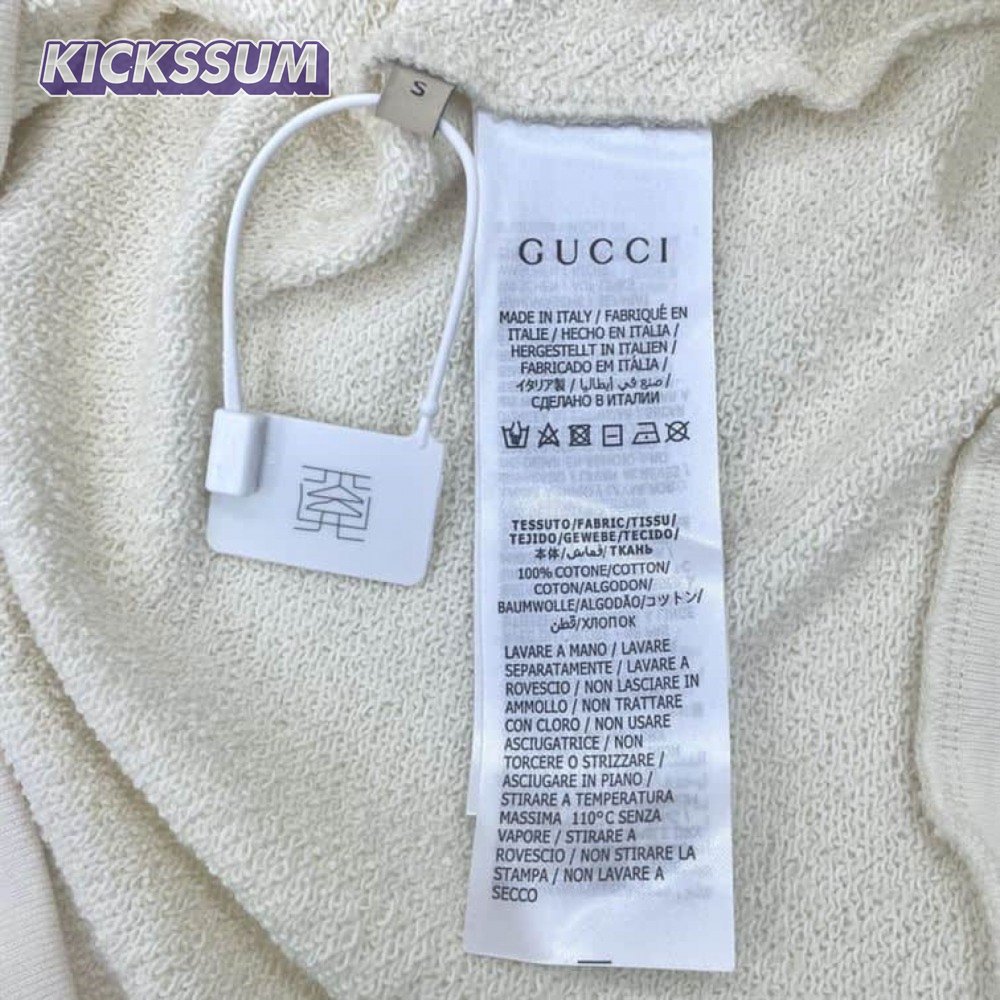 KICKSSUM
S
GUCCI
MADE IN ITALY / FABRIQUÉ EN
ITALIE / HECHO EN ITALIA /
HERGESTELLT IN ITALIEN /
FABRICADO EM ITÁLIA /
イタリア製 / صنع في إيطاليا /
СДЕЛАНО В ИТАЛИИ
TESSUTO/FABRIC/TISSU/
TEJIDO/GEWEBE/TECIDO/
本体/قماش/ТКАНЬ
100% COTONE/COTTON/
COTON/ALGODON/
BAUMWOLLE/ALGODÃO/コットン/
قطن/ХЛОПОК
LAVARE A MANO / LAVARE
SEPARATAMENTE / LAVARE A
ROVESCIO / NON LASCIARE IN
AMMOLLO / NON TRATTARE
CON CLORO / NON USARE
ASCIUGATRICE / NON
TORCERE O STRIZZARE /
ASCIUGARE IN PIANO /
STIRARE A TEMPERATURA
MASSIMA 110°C SENZA
VAPORE / STIRARE A
ROVESCIO / NON STIRARE LA
STAMPA / NON LAVARE A
SECCO